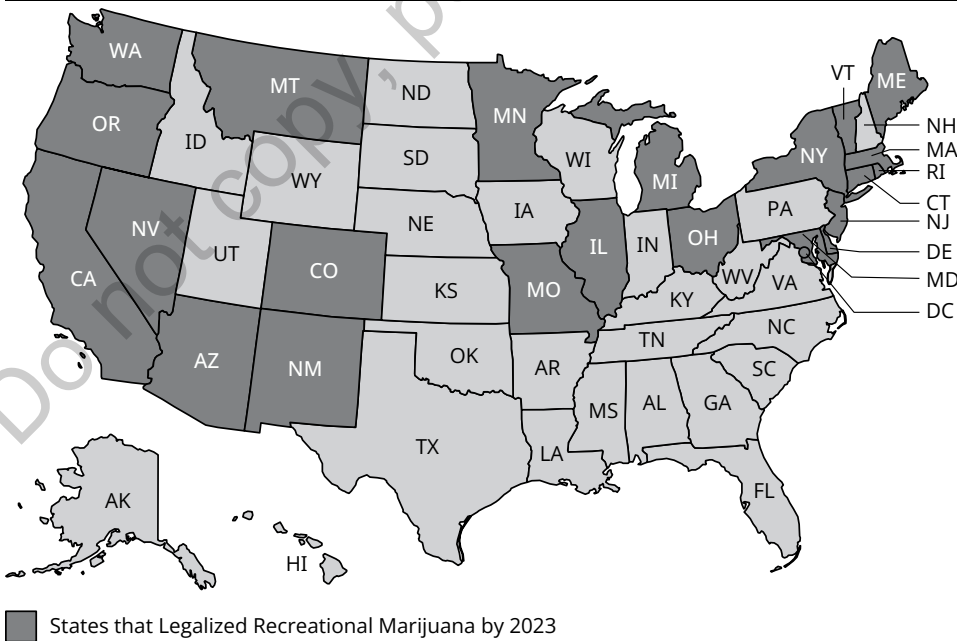 WA
MT
ND
MN
VT
ME
OR
ID
SD
WI
NY
NH
MA
RI
WY
MI
CT
NJ
NV
NE
IA
PA
DE
MD
DC
CA
UT
CO
KS
MO
IL
IN
OH
WV
VA
KY
AZ
NM
OK
AR
TN
NC
SC
TX
LA
MS
AL
GA
FL
AK
HI
Do not copy, p
States that Legalized Recreational Marijuana by 2023